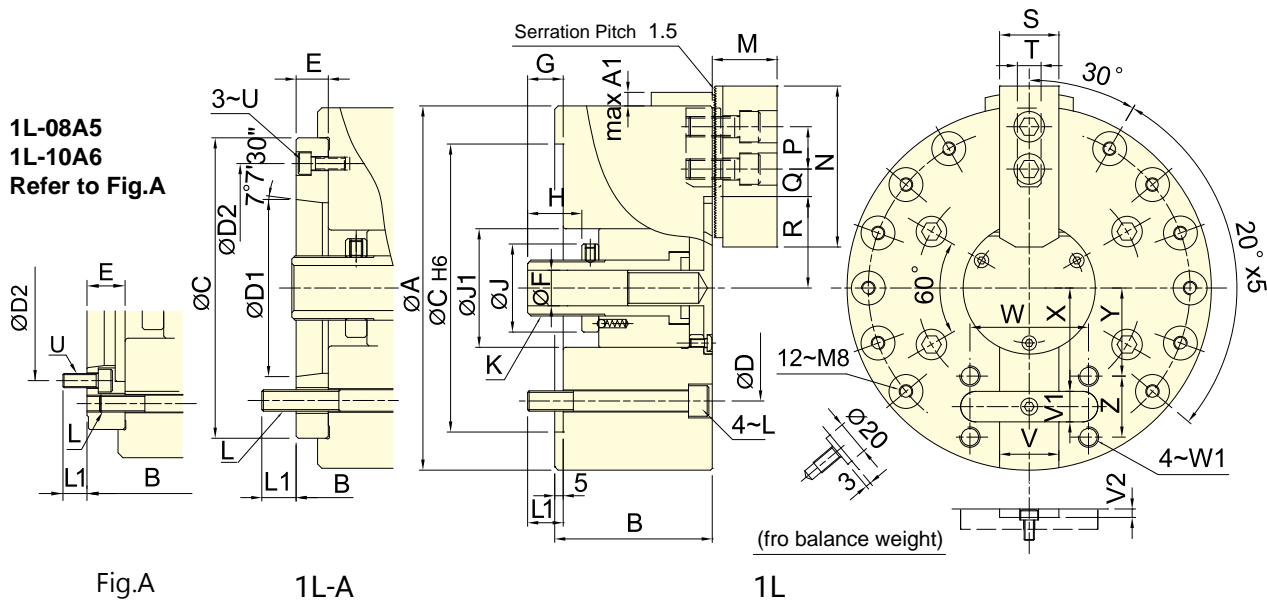 1L-08A5
1L-10A6
Refer to Fig.A
E
ØD2
U
L
L1
B
Fig.A
E
3~U
7°7'30"
ØD2
ØC
ØD1
L
L1
B
1L-A
Serration Pitch 1.5
G
max A1
M
H
P
Q
N
R
ØA
ØC H6
ØJ1
ØJ
ØF
K
ØD
4~L
5
L1
B
1L
S
T
30°
20° x5
60°
W
X
Y
12~M8
V1
Z
V
4~W1
Ø20
3
V2
(fro balance weight)